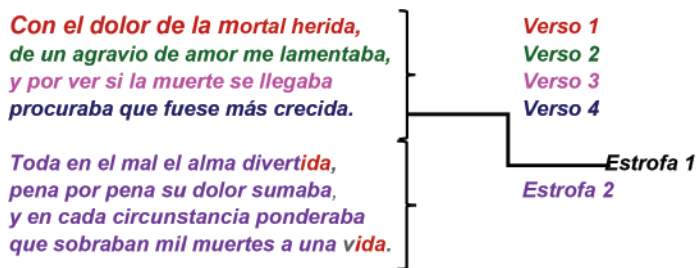 Con el dolor de la mortal herida,
de un agravio de amor me lamentaba,
y por ver si la muerte se llegaba
procuraba que fuese más crecida.
Verso 1
Verso 2
Verso 3
Verso 4
Estrofa 1
Toda en el mal el alma divertida,
pena por pena su dolor sumaba,
y en cada circunstancia ponderaba
que sobraban mil muertes a una vida.
Estrofa 2